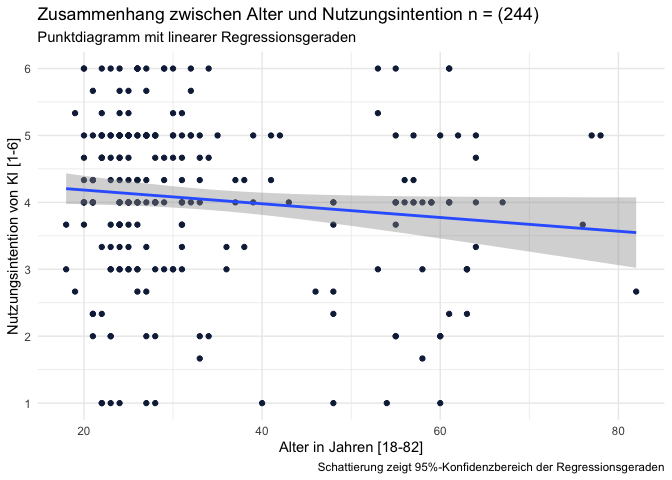 Zusammenhang zwischen Alter und Nutzungsintention n = (244)
Punktdiagramm mit linearer Regressionsgeraden
Nutzungsintention von KI [1-6]
6
5
4
3
2
1
20
40
60
80
Alter in Jahren [18-82]
Schattierung zeigt 95%-Konfidenzbereich der Regressionsgeraden